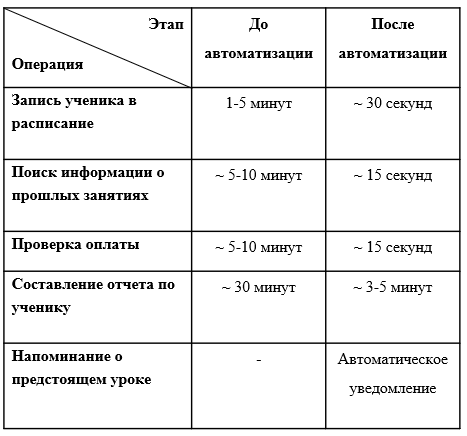 Этап
Операция
До
автоматизации
После
автоматизации
Запись ученика в
расписание
1-5 минут
~ 30 секунд
Поиск информации о
прошлых занятиях
~ 5-10 минут
~ 15 секунд
Проверка оплаты
~ 5-10 минут
~ 15 секунд
Составление отчета по
ученику
~ 30 минут
~ 3-5 минут
Напоминание о
предстоящем уроке
-
Автоматическое
уведомление